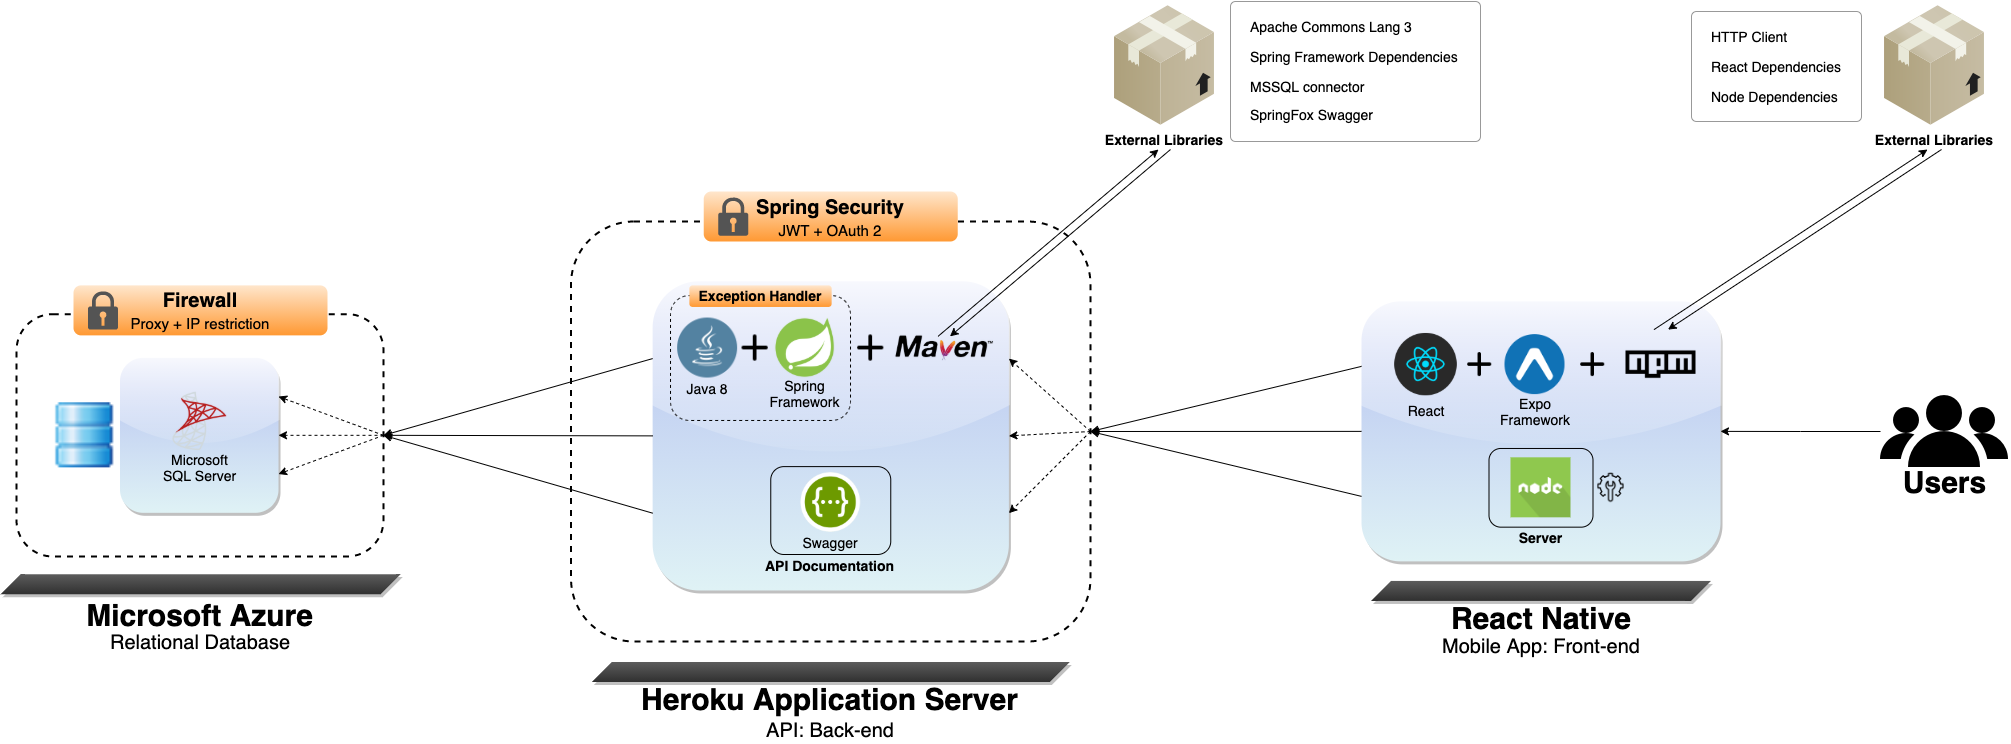 Apache Commons Lang 3
Spring Framework Dependencies
MSSQL connector
SpringFox Swagger
External Libraries
HTTP Client
React Dependencies
Node Dependencies
External Libraries
Firewall
Proxy + IP restriction
Microsoft
SQL Server
Microsoft Azure
Relational Database
Spring Security
JWT + OAuth 2
Exception Handler
Java 8
Spring
Framework
Maven™
Swagger
API Documentation
Heroku Application Server
API: Back-end
React
Expo
Framework
npm
node
Server
React Native
Mobile App: Front-end
Users